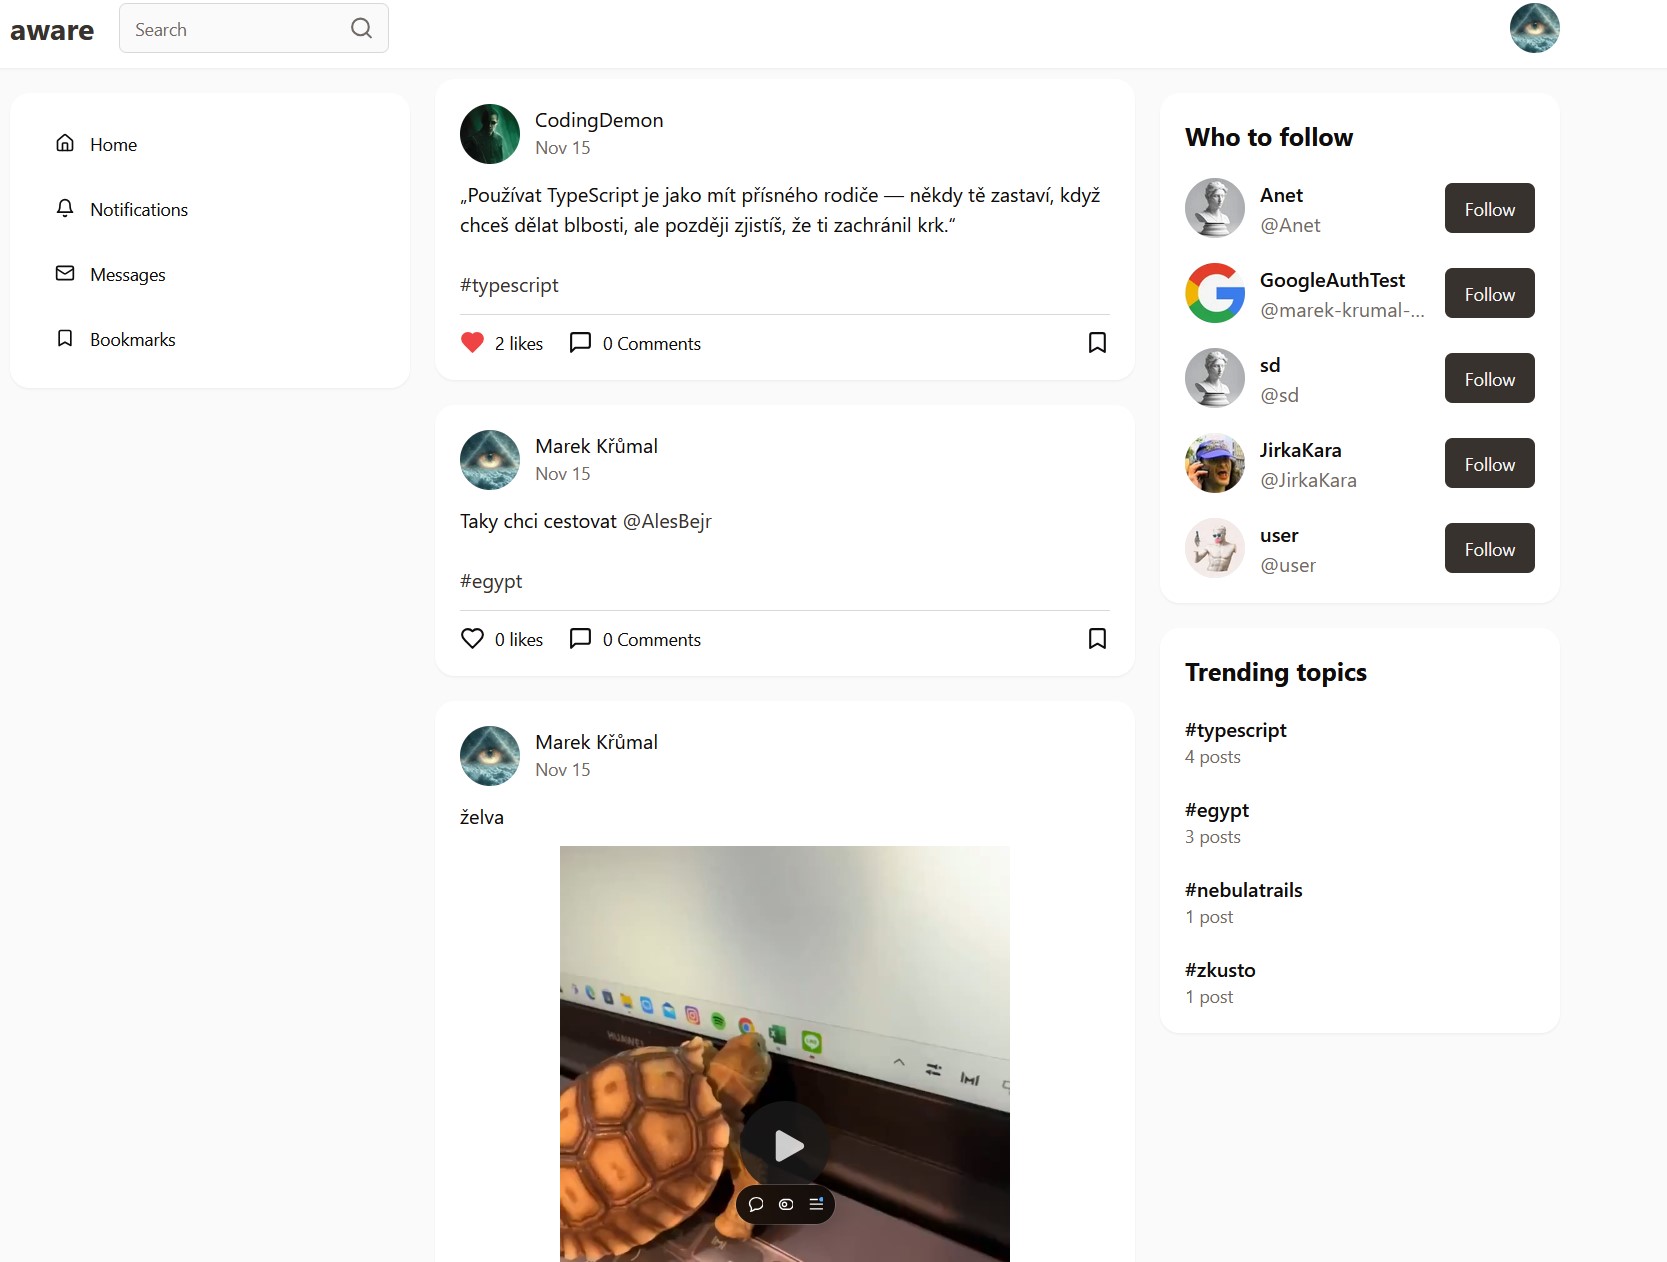 aware
Search
Home
Notifications
Messages
Bookmarks
CodingDemon
Nov 15
„Používat TypeScript je jako mít přísného rodiče — někdy tě zastaví, když
chceš dělat blbosti, ale později zjistíš, že ti zachránil krk.“
#typescript
2 likes
0 Comments
Marek Křůmal
Nov 15
Taky chci cestovat @AlesBejr
#egypt
0 likes
0 Comments
Marek Křůmal
Nov 15
želva
HUAWEI
Who to follow
Anet
@Anet
Follow
GoogleAuthTest
@marek-krumal-...
Follow
sd
@sd
Follow
JirkaKara
@JirkaKara
Follow
user
@user
Follow
Trending topics
#typescript
4 posts
#egypt
3 posts
#nebulatrails
1 post
#zkusto
1 post